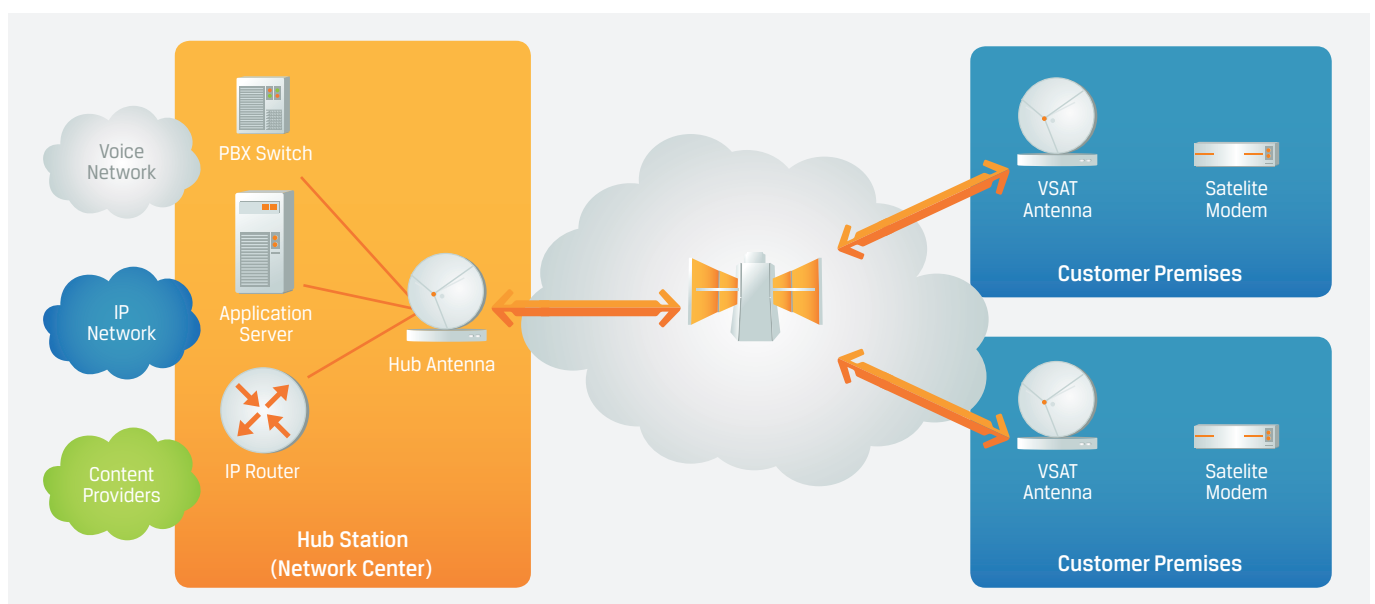 Voice
Network
IP
Network
Content
Providers
PBX Switch
Application
Server
IP Router
Hub Antenna
Hub Station
(Network Center)
VSAT
Antenna
Satelite
Modem
Customer Premises
VSAT
Antenna
Satelite
Modem
Customer Premises